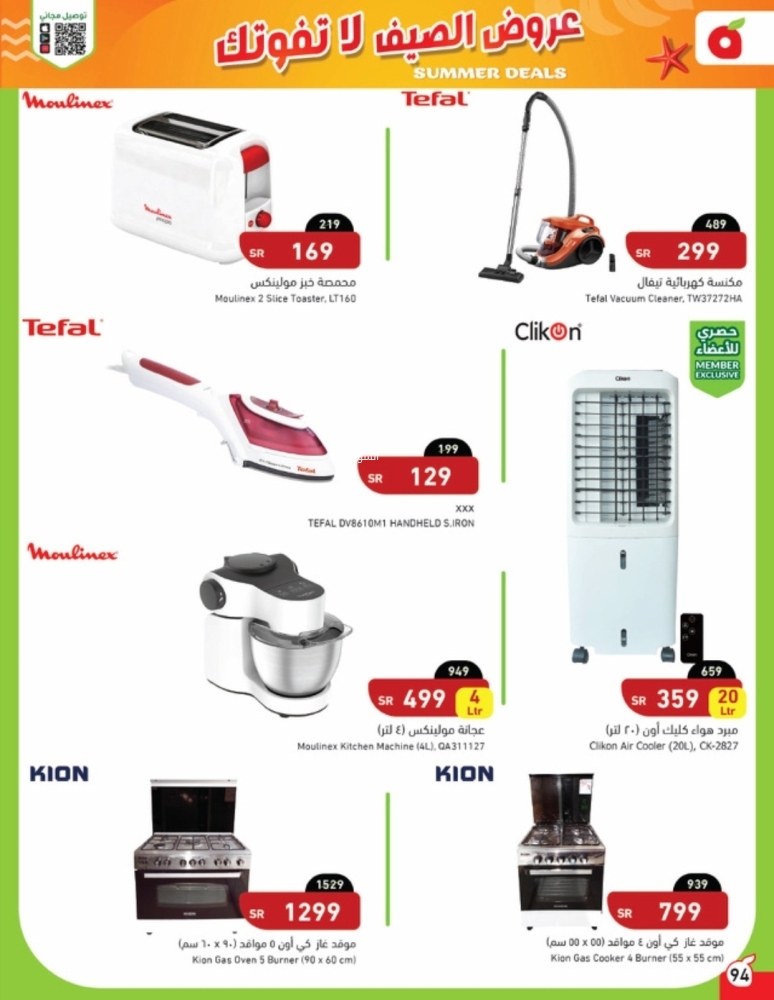 توصيل مجاني
عروض الصيف لا تفوتك
SUMMER DEALS
Moulinex
Moulinex
219
SR 169
محمصة خبز مولينكس
Moulinex 2 Slice Toaster, LT160
Tefal
489
SR 299
مكنسة كهربائية تيفال
Tefal Vacuum Cleaner, TW37272HA
Tefal
Tefal
199
SR 129
XXX
TEFAL DV8610M1 HANDHELD S.IRON
Clikon
حصري
للأعضاء
MEMBER
EXCLUSIVE
Clikon
659
SR 359 20 Ltr
مبرد هواء كليك أون (٢٠ لتر)
Clikon Air Cooler (20L), CK-2827
Moulinex
949
SR 499 4 Ltr
عجانة مولينكس (٤ لتر)
Moulinex Kitchen Machine (4L), QA311127
KION
1529
SR 1299
موقد غاز كي أون ٥ مواقد (٩٠ x ٦٠ سم)
Kion Gas Oven 5 Burner (90 x 60 cm)
KION
939
SR 799
موقد غاز كي أون ٤ مواقد (٥٥ x ٥٥ سم)
Kion Gas Cooker 4 Burner (55 x 55 cm)
94